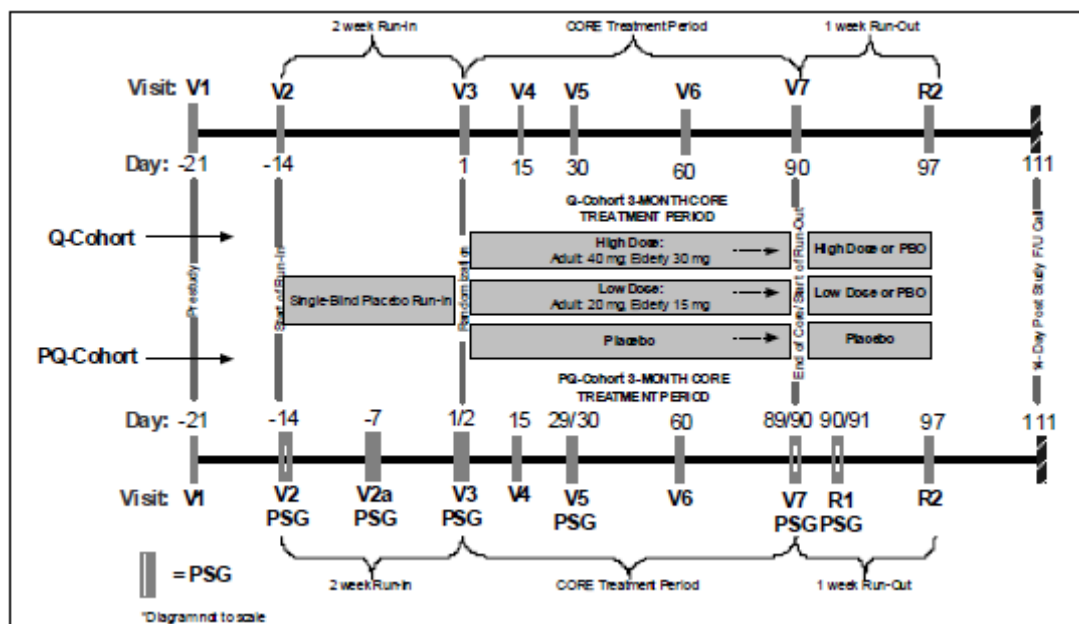 2 week Run-In CORE Treatment Period 1 week Run-Out
Visit: V1 V2 V3 V4 V5 V6 V7 R2
Day: -21 -14 1 15 30 60 90 97 111
Q-Cohort 3-MONTH CORE
TREATMENT PERIOD
Q-Cohort
High Dose:
Adult: 40 mg; Elderly 30 mg
High Dose or PBO
Single-Blind Placebo Run-In
Low Dose:
Adult: 20 mg; Elderly 15 mg
Low Dose or PBO
Placebo
Placebo
PQ-Cohort
Prestudy
Start of Run-In
Randomization
End of Core/Start of Run-Out
14-Day Post Study F/U Call
PQ-Cohort 3-MONTH CORE
TREATMENT PERIOD
Day: -21 -14 -7 1/2 15 29/30 60 89/90 90/91 97 111
Visit: V1 V2 V2a V3 V4 V5 V6 V7 R1 R2
PSG PSG PSG PSG PSG PSG
2 week Run-In CORE Treatment Period 1 week Run-Out
= PSG
*Diagram not to scale